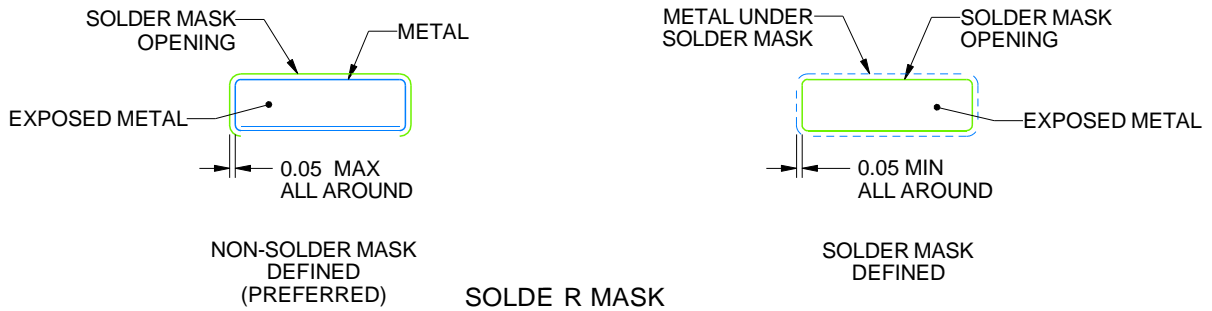 SOLDER MASK
OPENING
METAL
EXPOSED METAL
0.05 MAX
ALL AROUND
NON-SOLDER MASK
DEFINED
(PREFERRED)
METAL UNDER
SOLDER MASK
SOLDER MASK
OPENING
EXPOSED METAL
0.05 MIN
ALL AROUND
SOLDER MASK
DEFINED
SOLDE R MASK